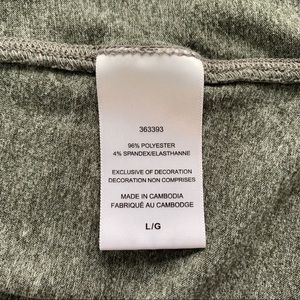 363393
96% POLYESTER
4% SPANDEX/ELASTHANNE
EXCLUSIVE OF DECORATION
DECORATION NON COMPRISES
MADE IN CAMBODIA
FABRIQUÉ AU CAMBODGE
L/G